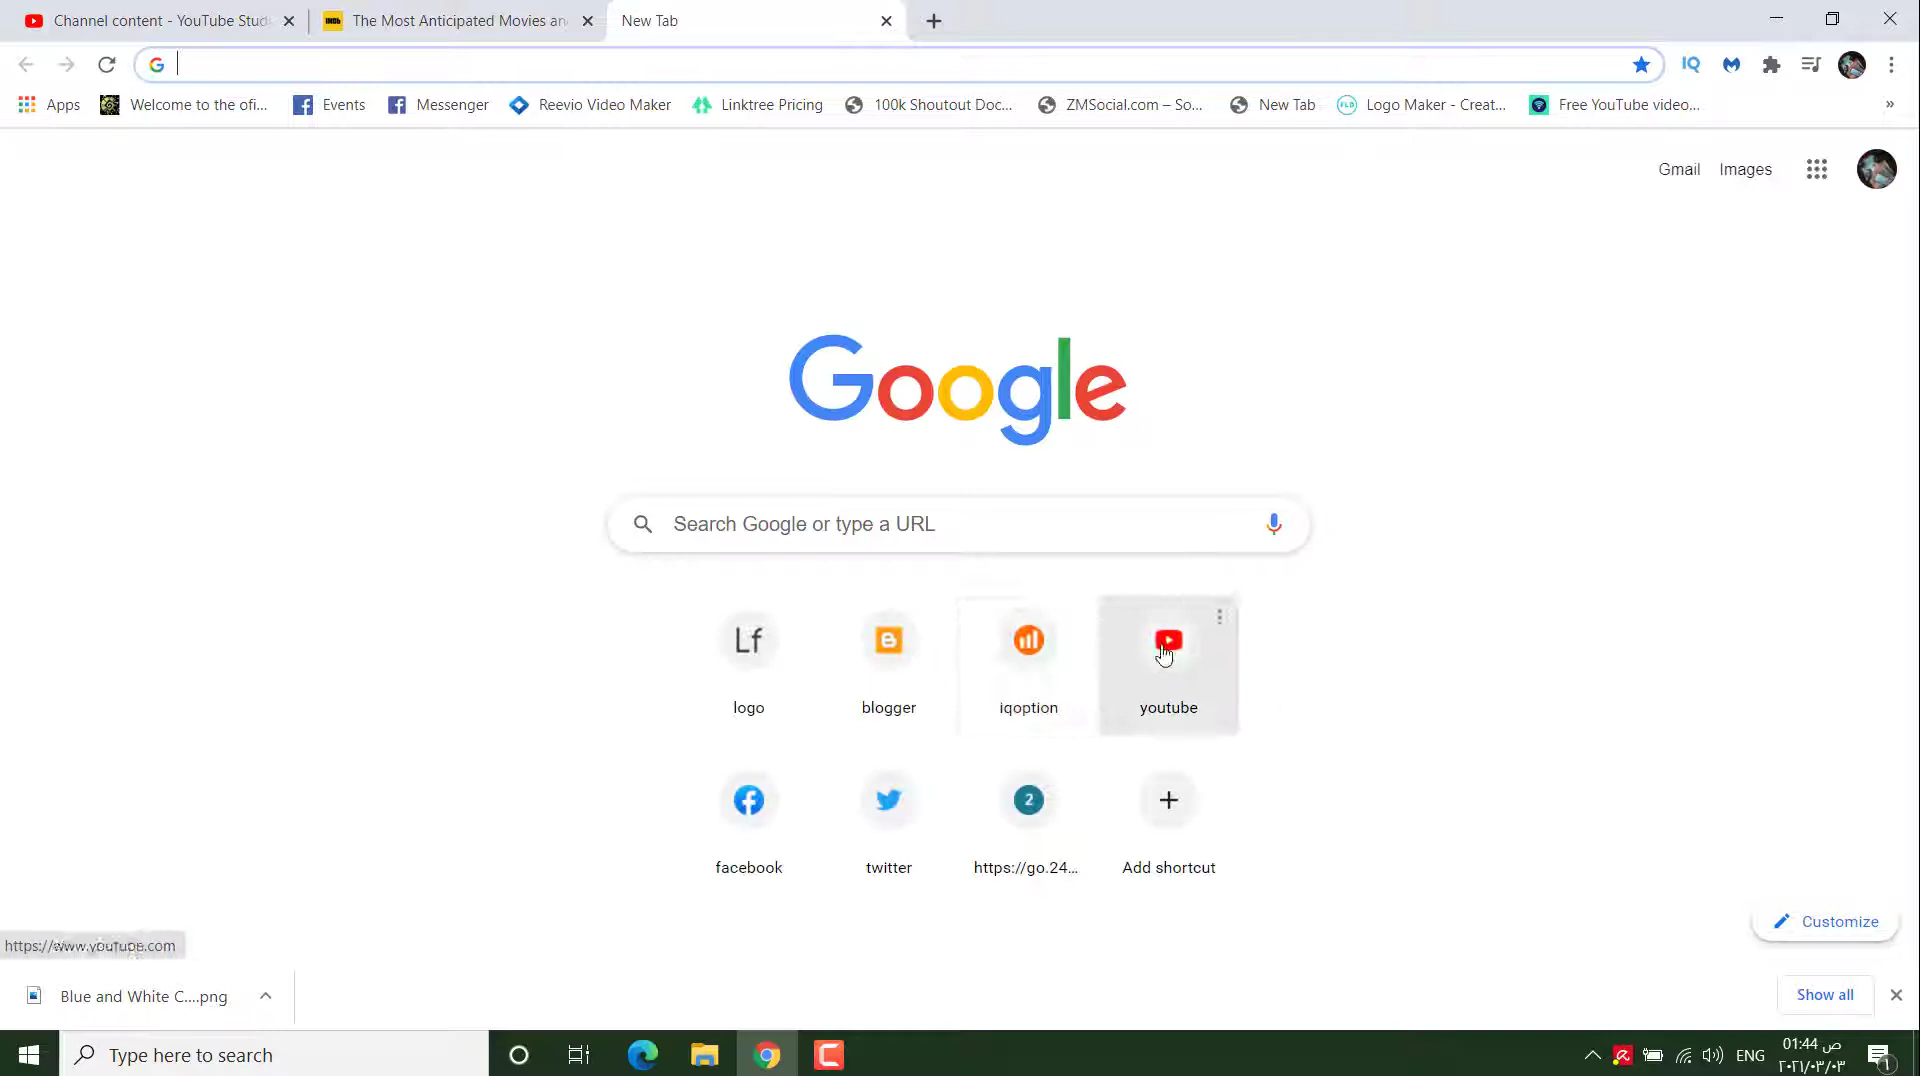 Channel content - YouTube Stud
The Most Anticipated Movies an
New Tab
Apps
Welcome to the ofi...
Events
Messenger
Reevio Video Maker
Linktree Pricing
100k Shoutout Doc...
ZMSocial.com – So...
New Tab
Logo Maker - Creat...
Free YouTube video...
»
Gmail
Images
Google
Search Google or type a URL
Lf
logo
blogger
iqoption
youtube
facebook
twitter
2
https://go.24...
Add shortcut
Customize
https://www.youtube.com
Blue and White C....png
Show all
Type here to search
ENG
01:44 ص
٢٠٢١/٠٣/٠٣
1